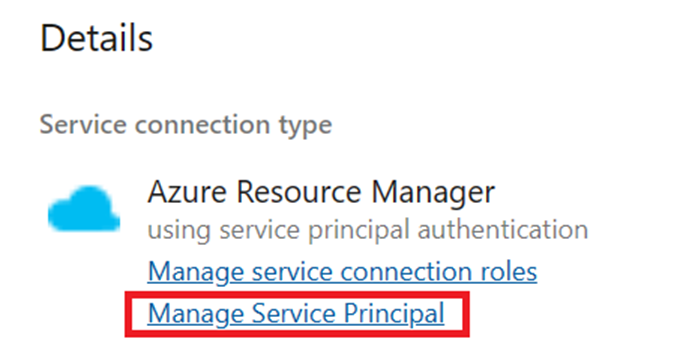 Details
Service connection type
Azure Resource Manager
using service principal authentication
Manage service connection roles
Manage Service Principal